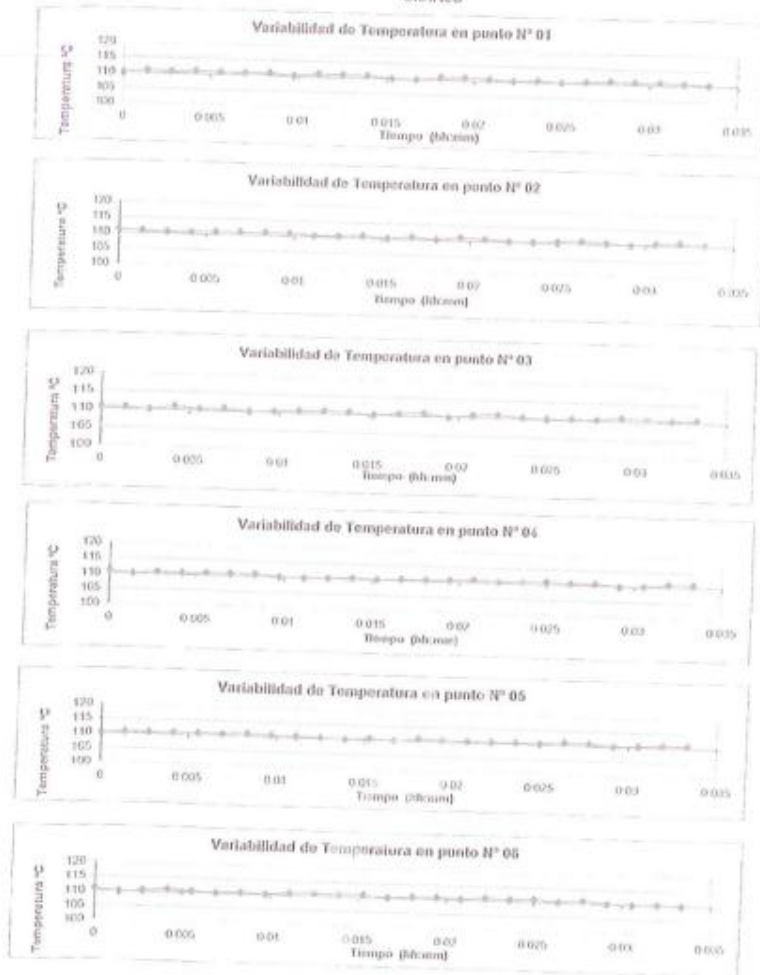 Variabilidad de Temperatura en punto N° 01
Temperatura ºC
120
115
110
105
100
0 0.005 0.01 0.015 0.02 0.025 0.03 0.035
Tiempo (hh:mm)
Variabilidad de Temperatura en punto N° 02
Temperatura ºC
120
115
110
105
100
0 0.005 0.01 0.015 0.02 0.025 0.03 0.035
Tiempo (hh:mm)
Variabilidad de Temperatura en punto N° 03
Temperatura ºC
120
115
110
105
100
0 0.005 0.01 0.015 0.02 0.025 0.03 0.035
Tiempo (hh:mm)
Variabilidad de Temperatura en punto N° 04
Temperatura ºC
120
115
110
105
100
0 0.005 0.01 0.015 0.02 0.025 0.03 0.035
Tiempo (hh:mm)
Variabilidad de Temperatura en punto N° 05
Temperatura ºC
120
115
110
105
100
0 0.005 0.01 0.015 0.02 0.025 0.03 0.035
Tiempo (hh:mm)
Variabilidad de Temperatura en punto N° 06
Temperatura ºC
120
115
110
105
100
0 0.005 0.01 0.015 0.02 0.025 0.03 0.035
Tiempo (hh:mm)